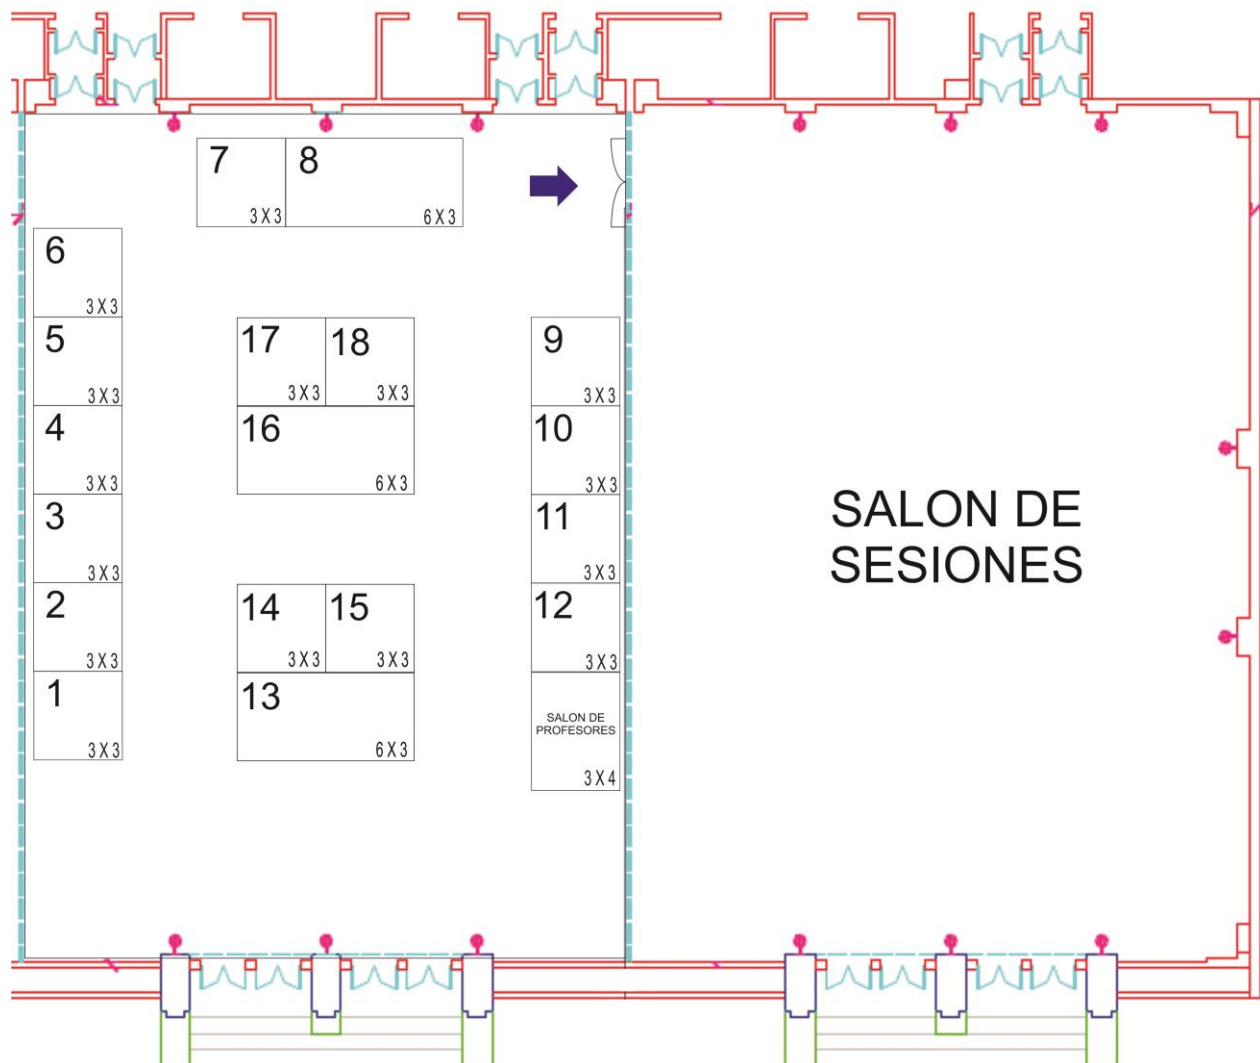 7
3 X 3
8
6 X 3
6
3 X 3
5
3 X 3
4
3 X 3
3
3 X 3
2
3 X 3
1
3 X 3
17
3 X 3
18
3 X 3
16
6 X 3
14
3 X 3
15
3 X 3
13
6 X 3
9
3 X 3
10
3 X 3
11
3 X 3
12
3 X 3
SALON DE
PROFESORES
3 X 4
SALON DE
SESIONES